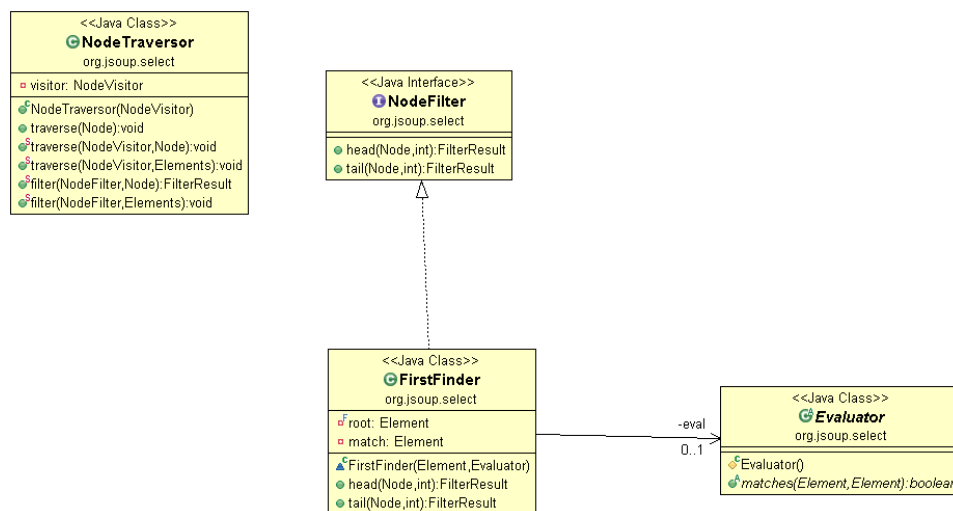 <<Java Class>>
NodeTraversor
org.jsoup.select
visitor: NodeVisitor
NodeTraversor(NodeVisitor)
traverse(Node):void
traverse(NodeVisitor,Node):void
traverse(NodeVisitor,Elements):void
filter(NodeFilter,Node):FilterResult
filter(NodeFilter,Elements):void
<<Java Interface>>
NodeFilter
org.jsoup.select
head(Node,int):FilterResult
tail(Node,int):FilterResult
<<Java Class>>
FirstFinder
org.jsoup.select
root: Element
match: Element
FirstFinder(Element,Evaluator)
head(Node,int):FilterResult
tail(Node,int):FilterResult
-eval
0..1
<<Java Class>>
Evaluator
org.jsoup.select
Evaluator()
matches(Element,Element):boolean